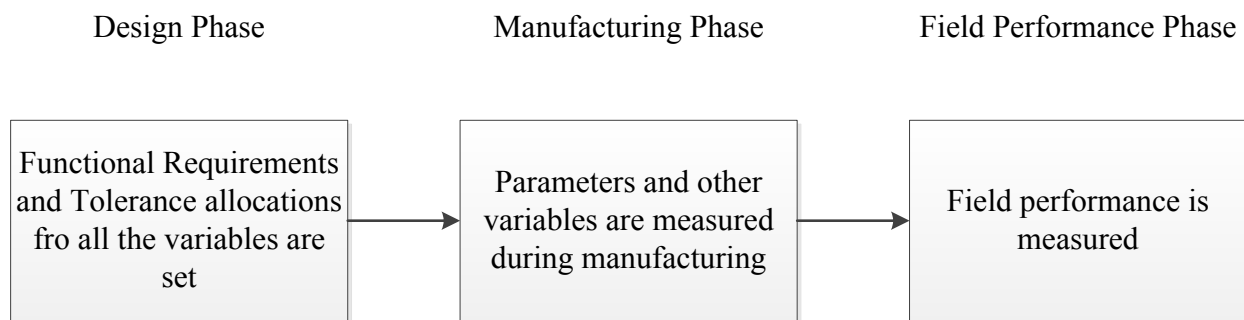 Design Phase
Manufacturing Phase
Field Performance Phase
Functional Requirements
and Tolerance allocations
fro all the variables are
set
Parameters and other
variables are measured
during manufacturing
Field performance is
measured